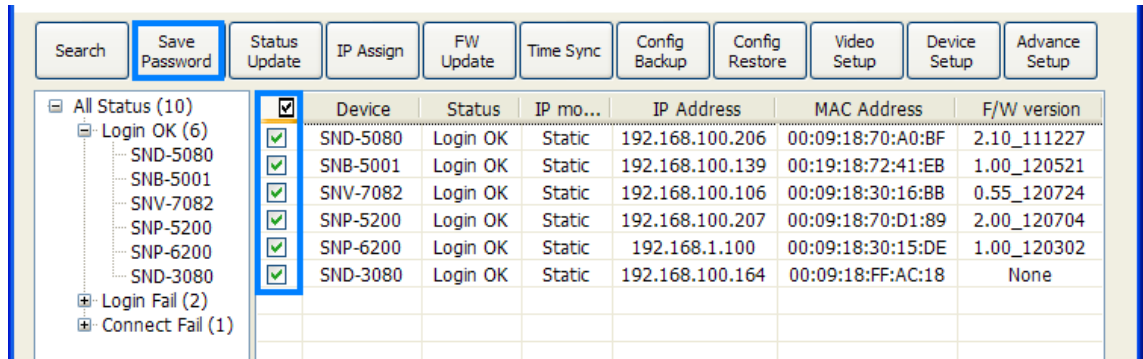 Search
Save Password
Status Update
IP Assign
FW Update
Time Sync
Config Backup
Config Restore
Video Setup
Device Setup
Advance Setup
All Status (10)
Login OK (6)
SND-5080
SNB-5001
SNV-7082
SNP-5200
SNP-6200
SND-3080
Login Fail (2)
Connect Fail (1)
Device Status IP mo... IP Address MAC Address F/W version
SND-5080 Login OK Static 192.168.100.206 00:09:18:70:A0:BF 2.10_111227
SNB-5001 Login OK Static 192.168.100.139 00:19:18:72:41:EB 1.00_120521
SNV-7082 Login OK Static 192.168.100.106 00:09:18:30:16:BB 0.55_120724
SNP-5200 Login OK Static 192.168.100.207 00:09:18:70:D1:89 2.00_120704
SNP-6200 Login OK Static 192.168.1.100 00:09:18:30:15:DE 1.00_120302
SND-3080 Login OK Static 192.168.100.164 00:09:18:FF:AC:18 None